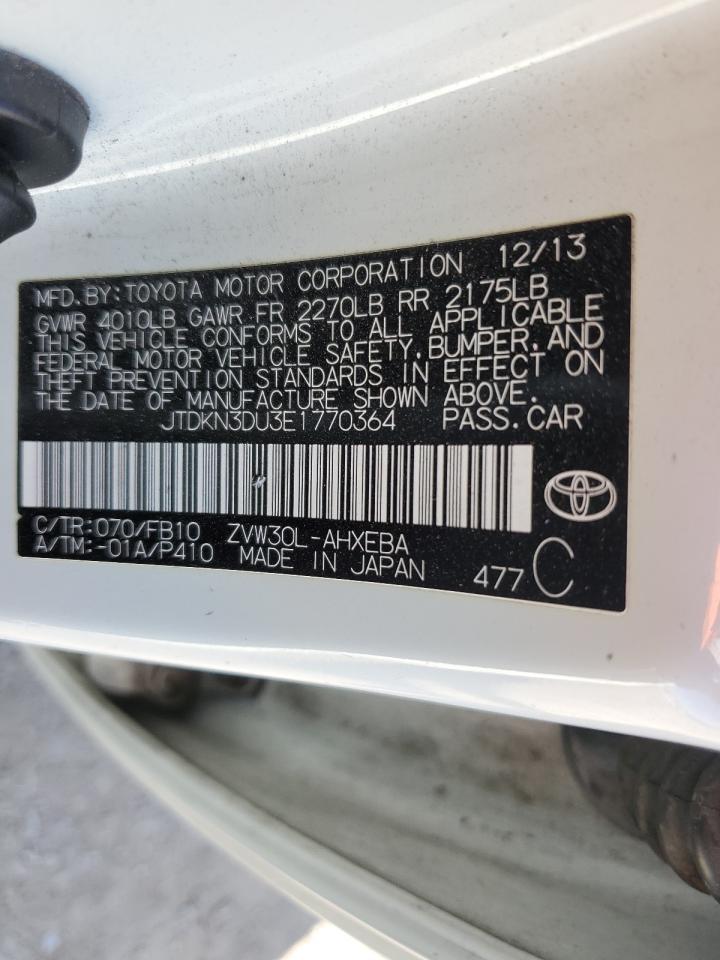 MFD. BY: TOYOTA MOTOR CORPORATION 12/13
GVWR 4010LB GAWR FR 2270LB RR 2175LB
THIS VEHICLE CONFORMS TO ALL APPLICABLE
FEDERAL MOTOR VEHICLE SAFETY, BUMPER, AND
THEFT PREVENTION STANDARDS IN EFFECT ON
THE DATE OF MANUFACTURE SHOWN ABOVE.
JTDKN3DU3E1770364 PASS. CAR
C/TR: 070/FB10 ZVW30L-AHXEBA
A/TM: -01A/P410 MADE IN JAPAN 477 C